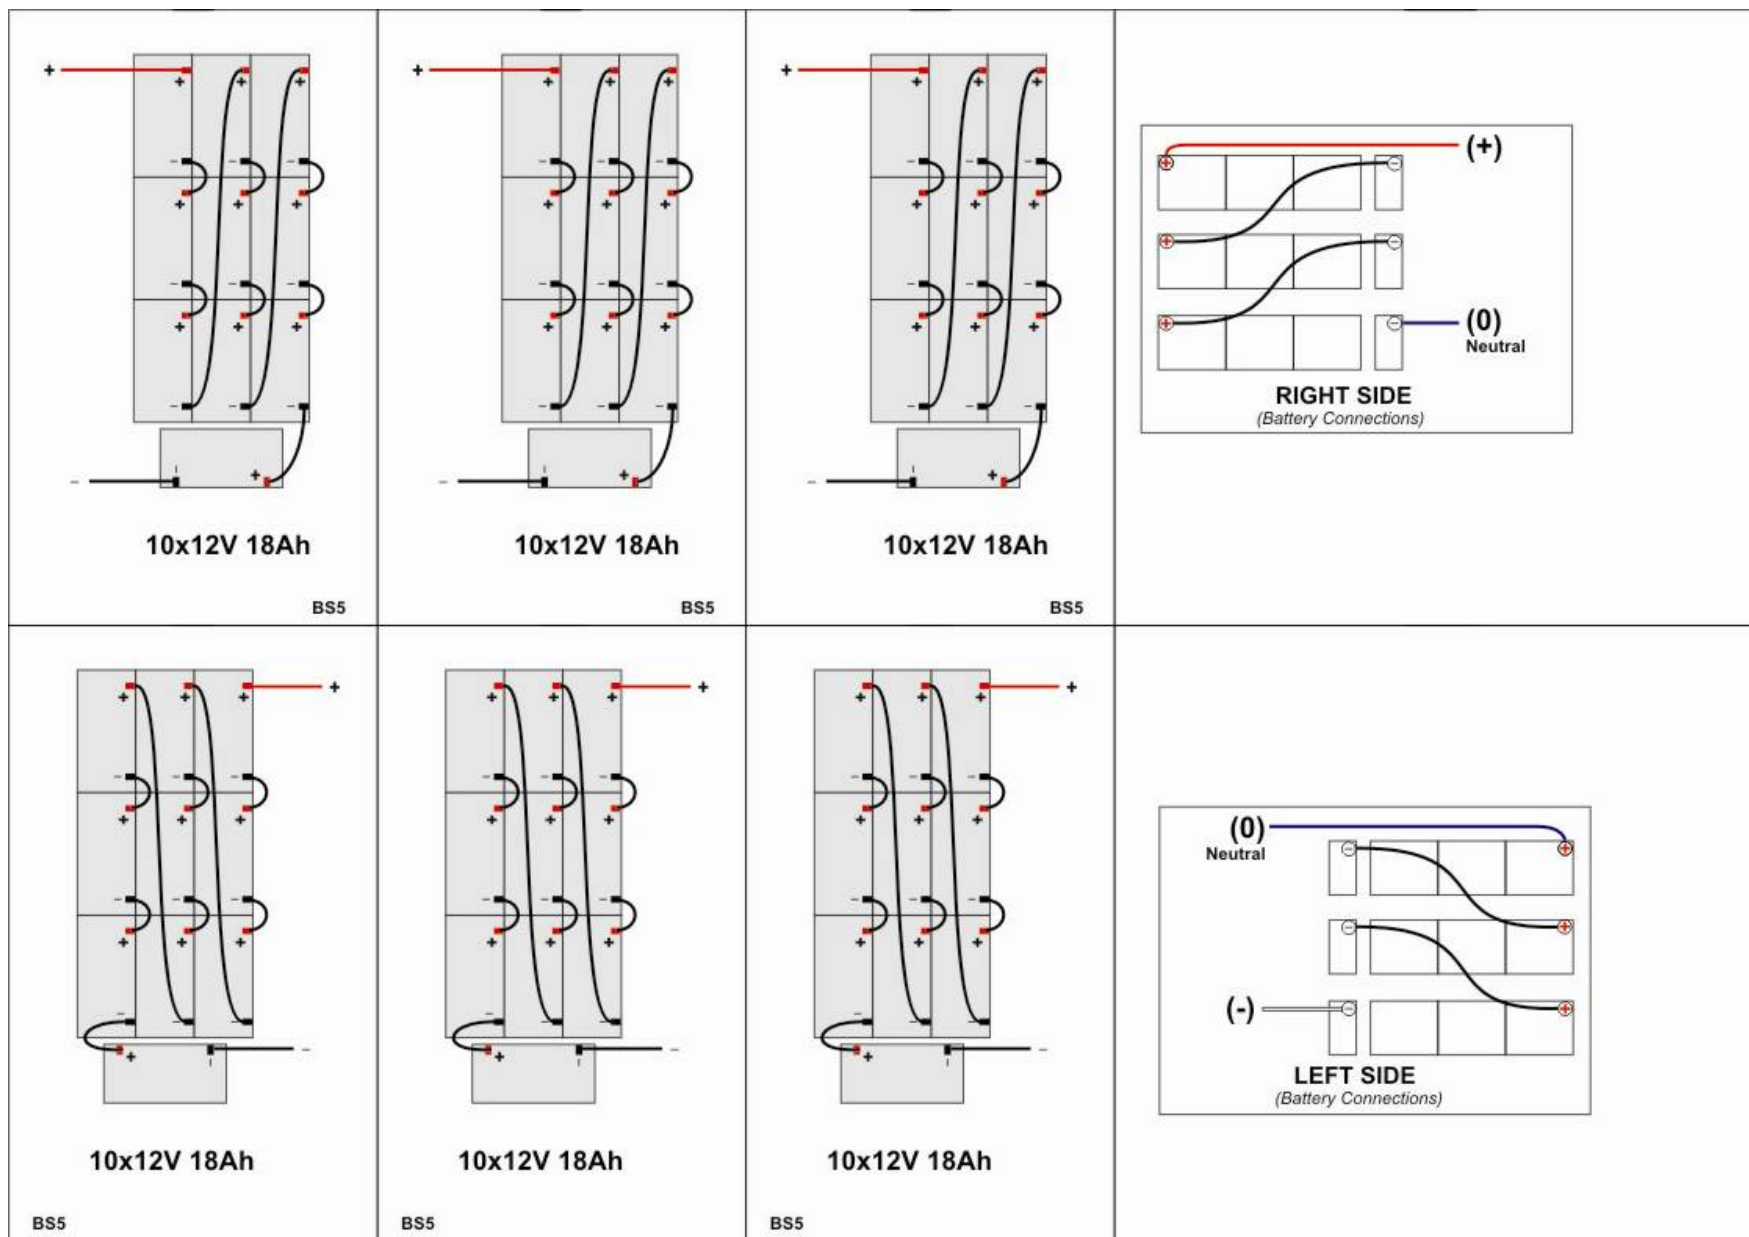 10x12V 18Ah
BS5
10x12V 18Ah
BS5
10x12V 18Ah
BS5
(+)
(0)
Neutral
RIGHT SIDE
(Battery Connections)
10x12V 18Ah
BS5
10x12V 18Ah
BS5
10x12V 18Ah
BS5
(0)
Neutral
(-)
LEFT SIDE
(Battery Connections)